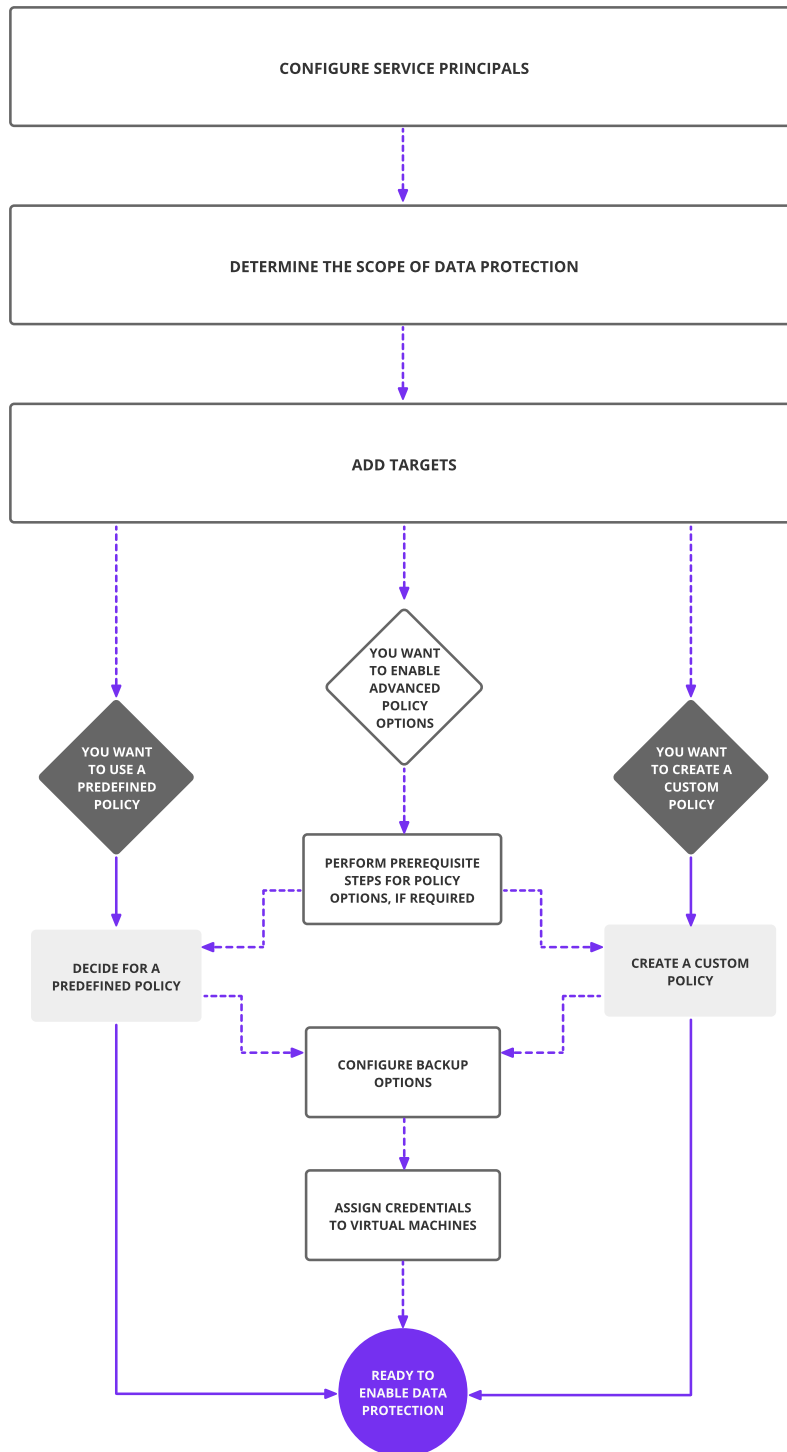 CONFIGURE SERVICE PRINCIPALS
DETERMINE THE SCOPE OF DATA PROTECTION
ADD TARGETS
YOU WANT
TO ENABLE
ADVANCED
POLICY
OPTIONS
YOU WANT
TO USE A
PREDEFINED
POLICY
YOU WANT
TO CREATE A
CUSTOM
POLICY
PERFORM PREREQUISITE
STEPS FOR POLICY
OPTIONS, IF REQUIRED
DECIDE FOR A
PREDEFINED POLICY
CREATE A CUSTOM
POLICY
CONFIGURE BACKUP
OPTIONS
ASSIGN CREDENTIALS
TO VIRTUAL MACHINES
READY TO
ENABLE DATA
PROTECTION